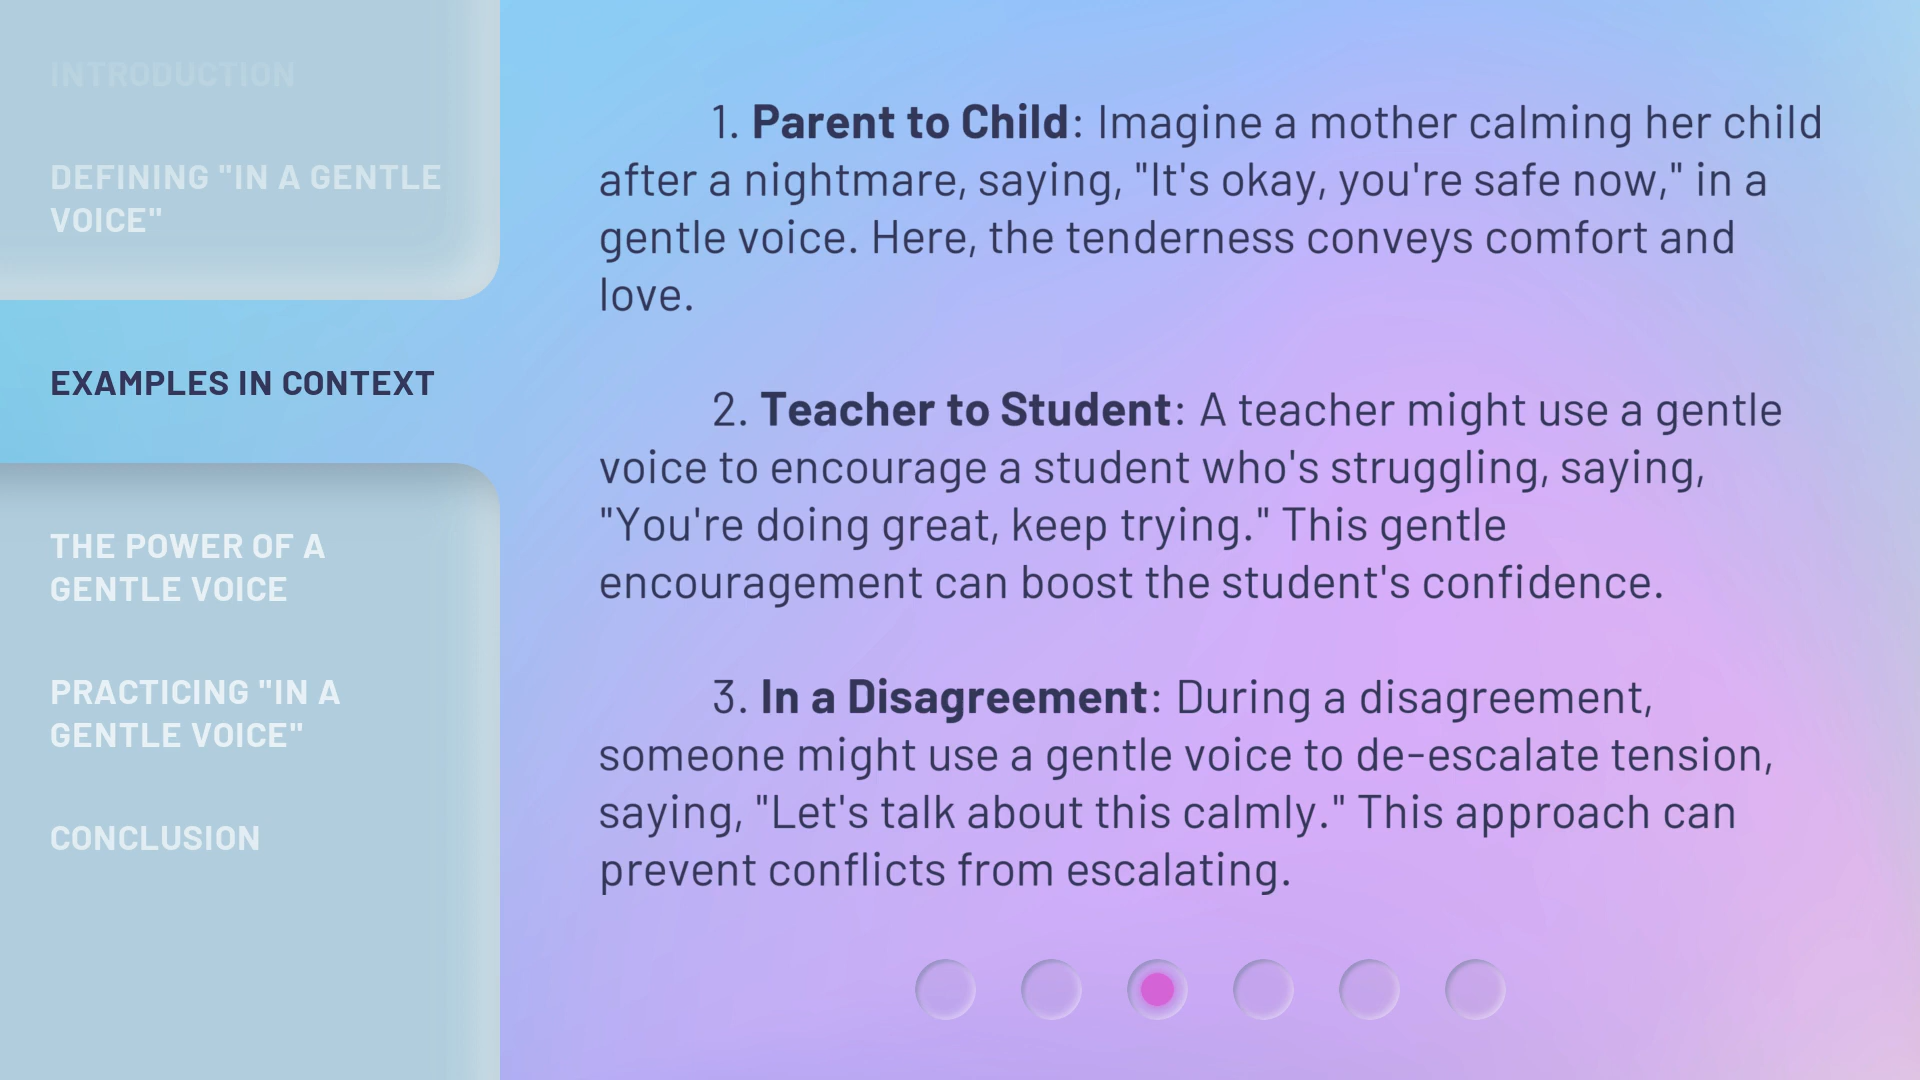 INTRODUCTION
DEFINING "IN A GENTLE
VOICE"
EXAMPLES IN CONTEXT
THE POWER OF A
GENTLE VOICE
PRACTICING "IN A
GENTLE VOICE"
CONCLUSION
1. Parent to Child: Imagine a mother calming her child
after a nightmare, saying, "It's okay, you're safe now," in a
gentle voice. Here, the tenderness conveys comfort and
love.
2. Teacher to Student: A teacher might use a gentle
voice to encourage a student who's struggling, saying,
"You're doing great, keep trying." This gentle
encouragement can boost the student's confidence.
3. In a Disagreement: During a disagreement,
someone might use a gentle voice to de-escalate tension,
saying, "Let's talk about this calmly." This approach can
prevent conflicts from escalating.